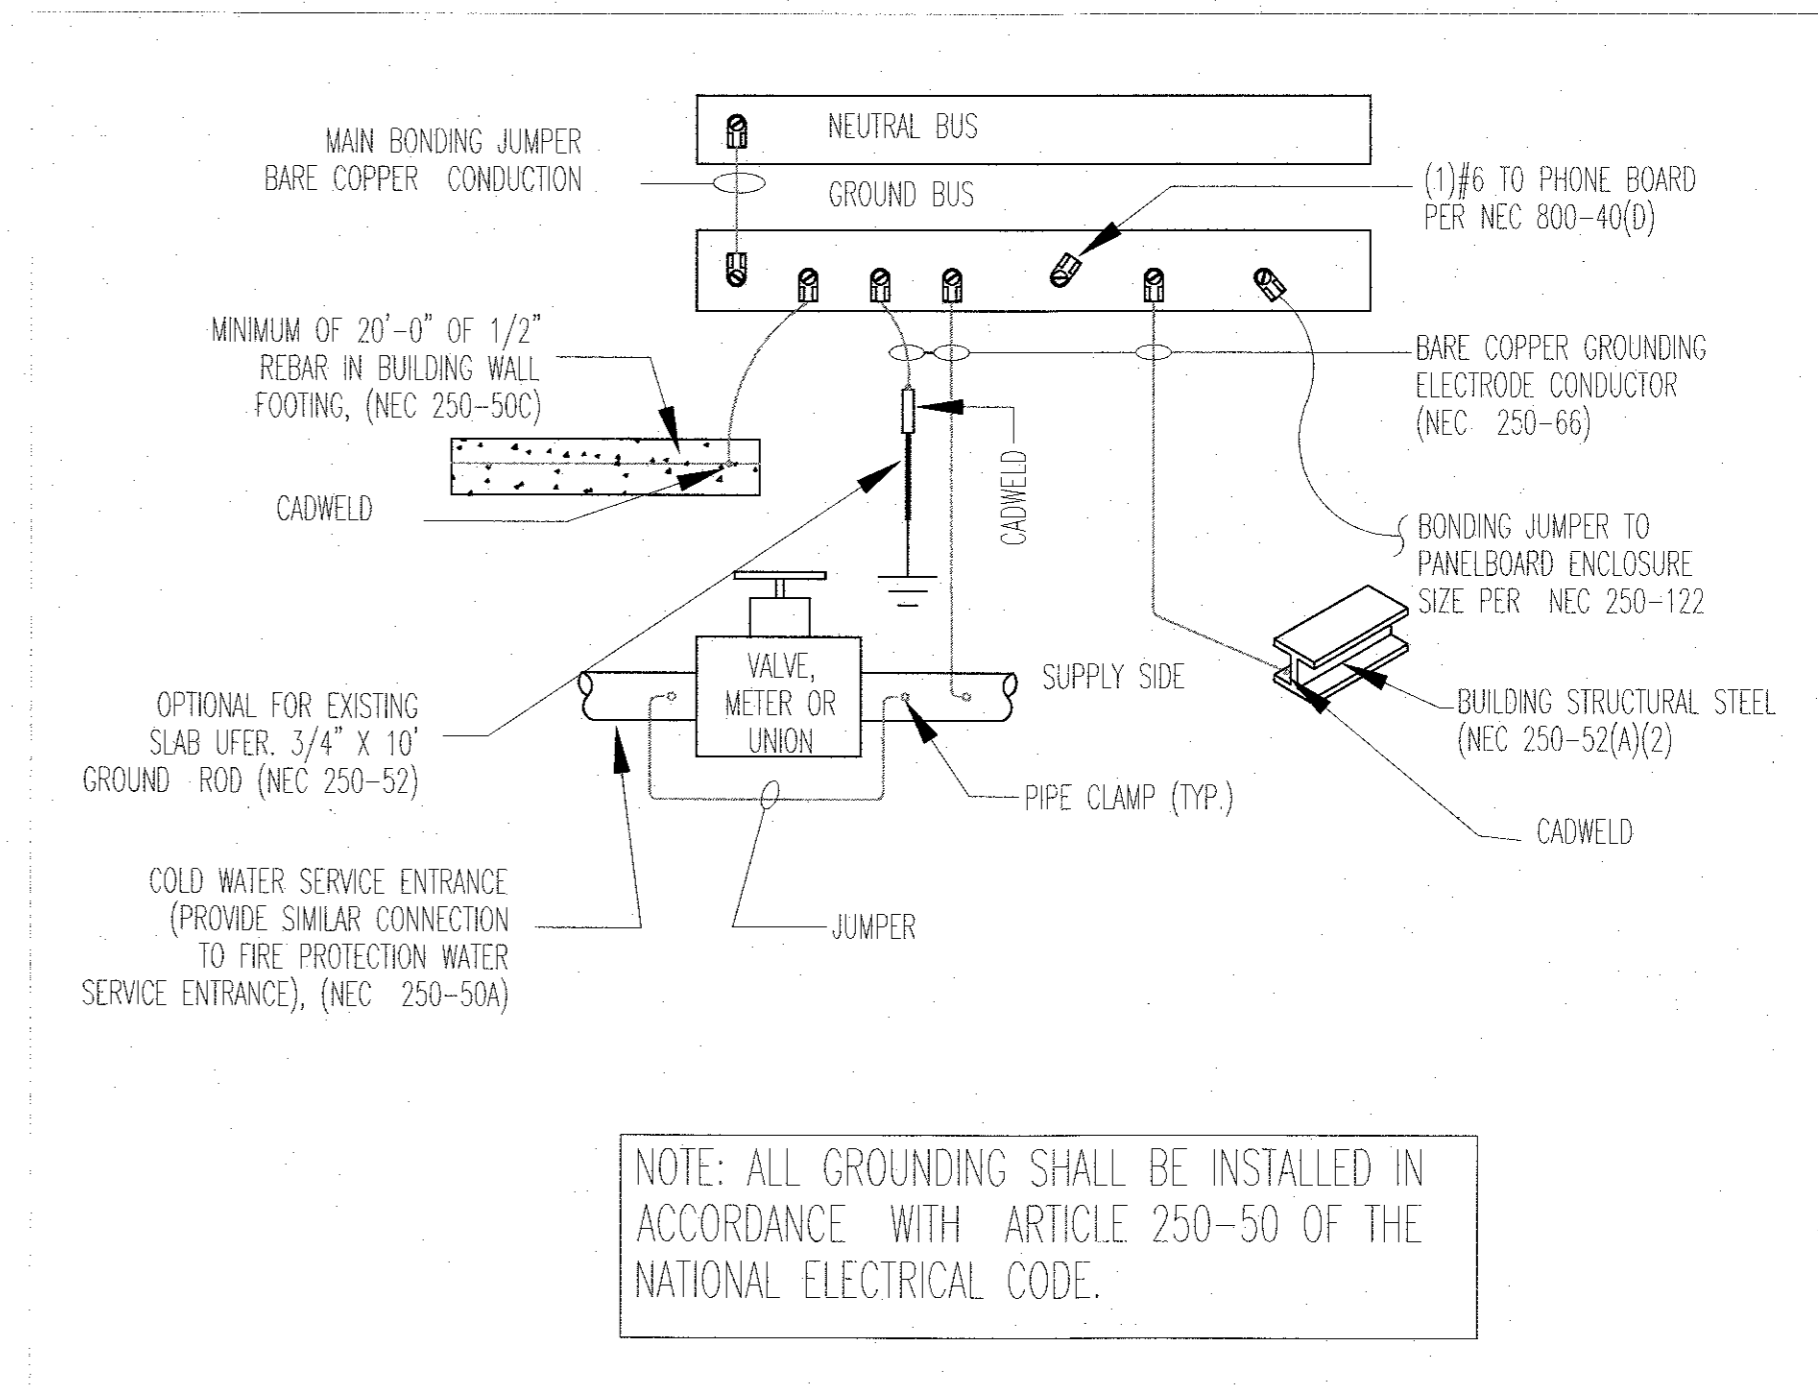 NEUTRAL BUS
MAIN BONDING JUMPER
BARE COPPER CONDUCTION
GROUND BUS
(1)#6 TO PHONE BOARD
PER NEC 800-40(D)
MINIMUM OF 20'-0" OF 1/2"
REBAR IN BUILDING WALL
FOOTING, (NEC 250-50C)
BARE COPPER GROUNDING
ELECTRODE CONDUCTOR
(NEC 250-66)
CADWELD
CADWELD
BONDING JUMPER TO
PANELBOARD ENCLOSURE
SIZE PER NEC 250-122
VALVE,
METER OR
UNION
SUPPLY SIDE
OPTIONAL FOR EXISTING
SLAB UFER. 3/4" X 10'
GROUND ROD (NEC 250-52)
BUILDING STRUCTURAL STEEL
(NEC 250-52(A)(2)
PIPE CLAMP (TYP.)
CADWELD
COLD WATER SERVICE ENTRANCE
(PROVIDE SIMILAR CONNECTION
TO FIRE PROTECTION WATER
SERVICE ENTRANCE), (NEC 250-50A)
JUMPER
NOTE: ALL GROUNDING SHALL BE INSTALLED IN
ACCORDANCE WITH ARTICLE 250-50 OF THE
NATIONAL ELECTRICAL CODE.